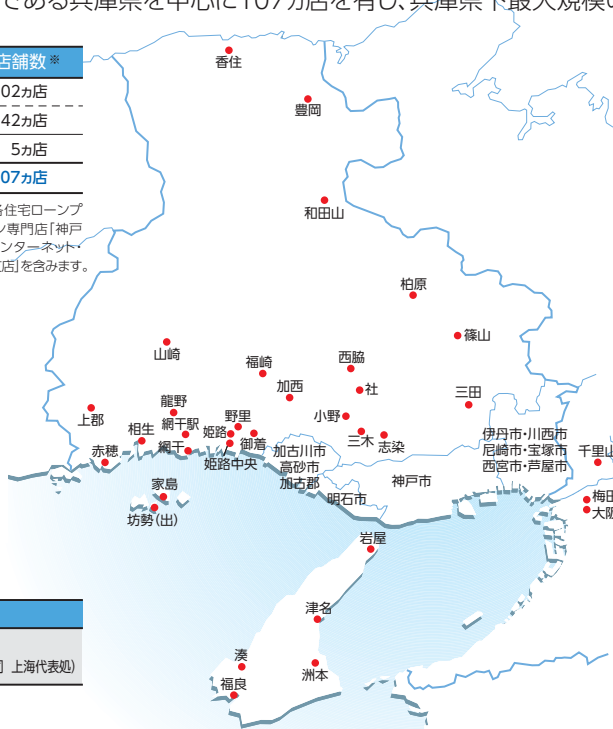 である兵庫県を中心に107ヵ店を有し、兵庫県下最大規模の
店舗数※
02ヵ店
42ヵ店
5ヵ店
07ヵ店
各住宅ローンプ
ン専門店「神戸
ンターネット・
店」を含みます。
香住
豊岡
和田山
柏原
篠山
山崎
福崎
西脇
加西
社
三田
龍野
上郡
小野
野里
網干駅
姫路
相生
御着
三木
志染
伊丹市・川西市
尼崎市・宝塚市
西宮市・芦屋市
赤穂
網干
姫路中央
加古川市
高砂市
加古郡
神戸市
千里山
家島
明石市
梅田
大阪
坊勢(出)
岩屋
津名
湊
洲本
福良
上海代表処)